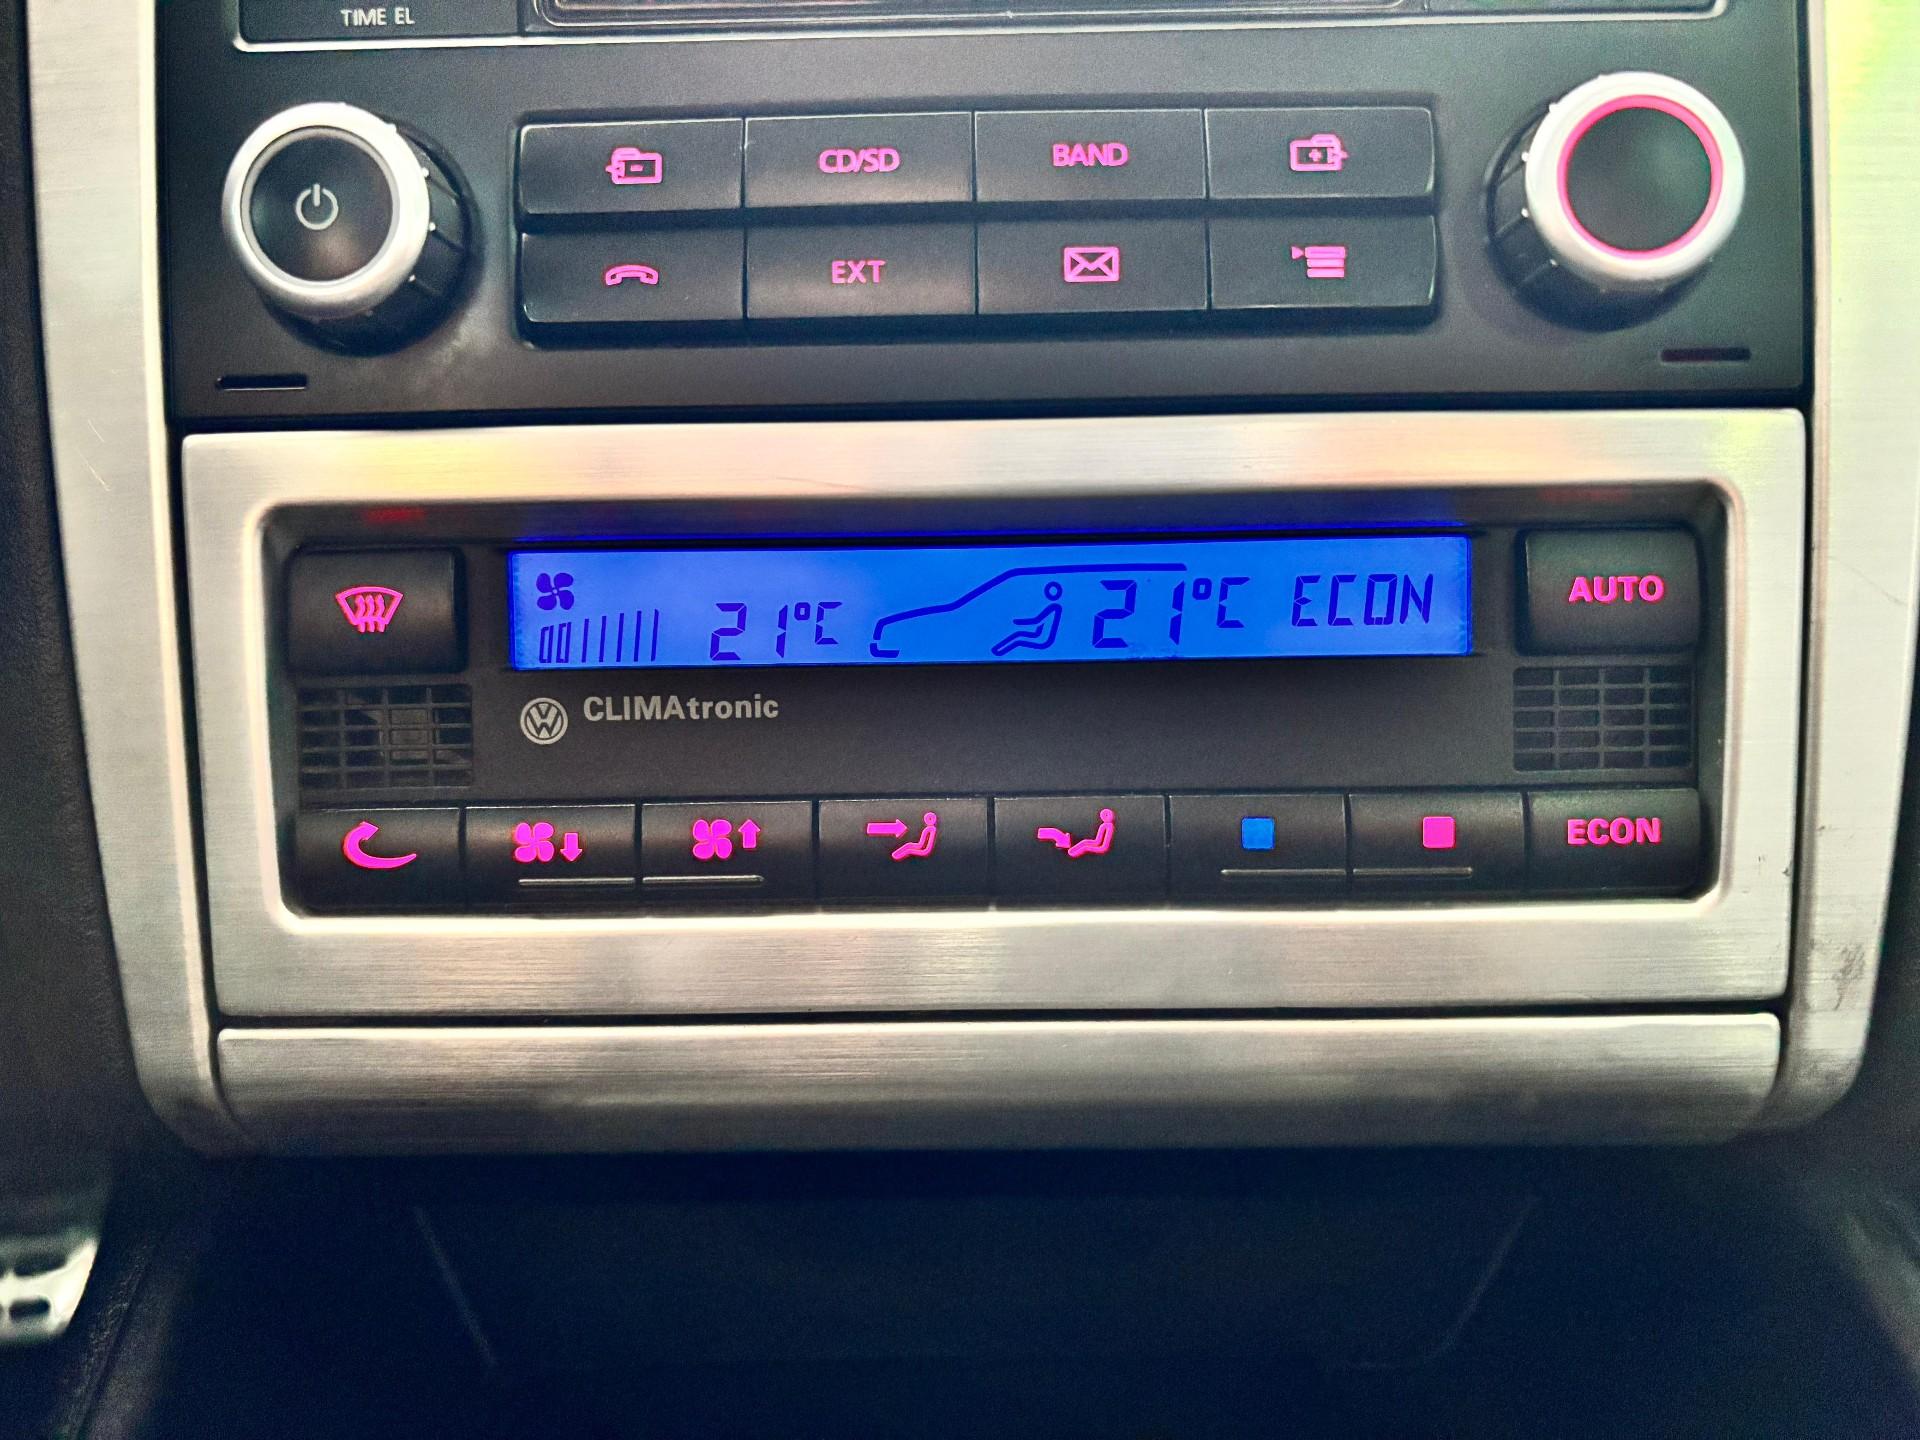 TIME EL
CD/SD BAND
EXT
21°C 21°C ECON
AUTO
CLIMAtronic
ECON